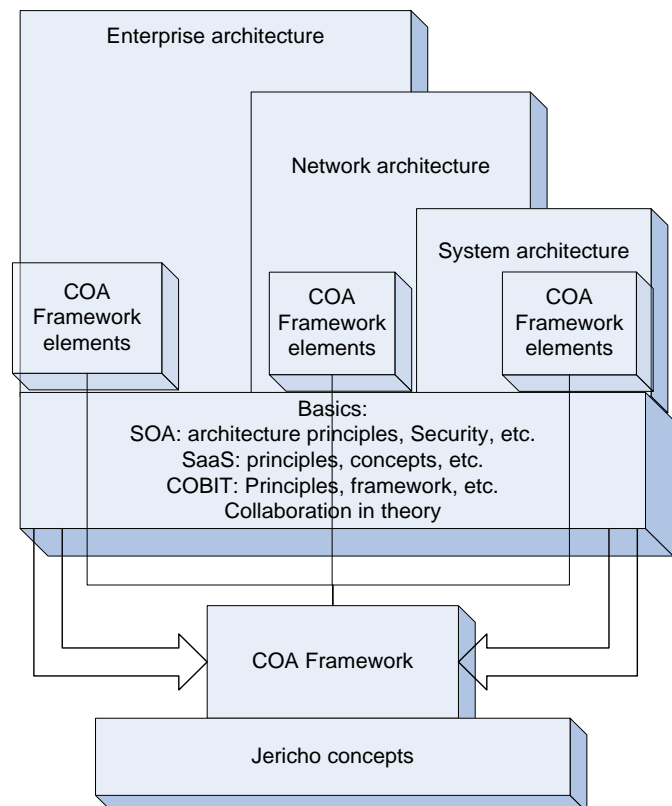 Enterprise architecture
Network architecture
System architecture
COA
Framework
elements
COA
Framework
elements
COA
Framework
elements
Basics:
SOA: architecture principles, Security, etc.
SaaS: principles, concepts, etc.
COBIT: Principles, framework, etc.
Collaboration in theory
COA Framework
Jericho concepts